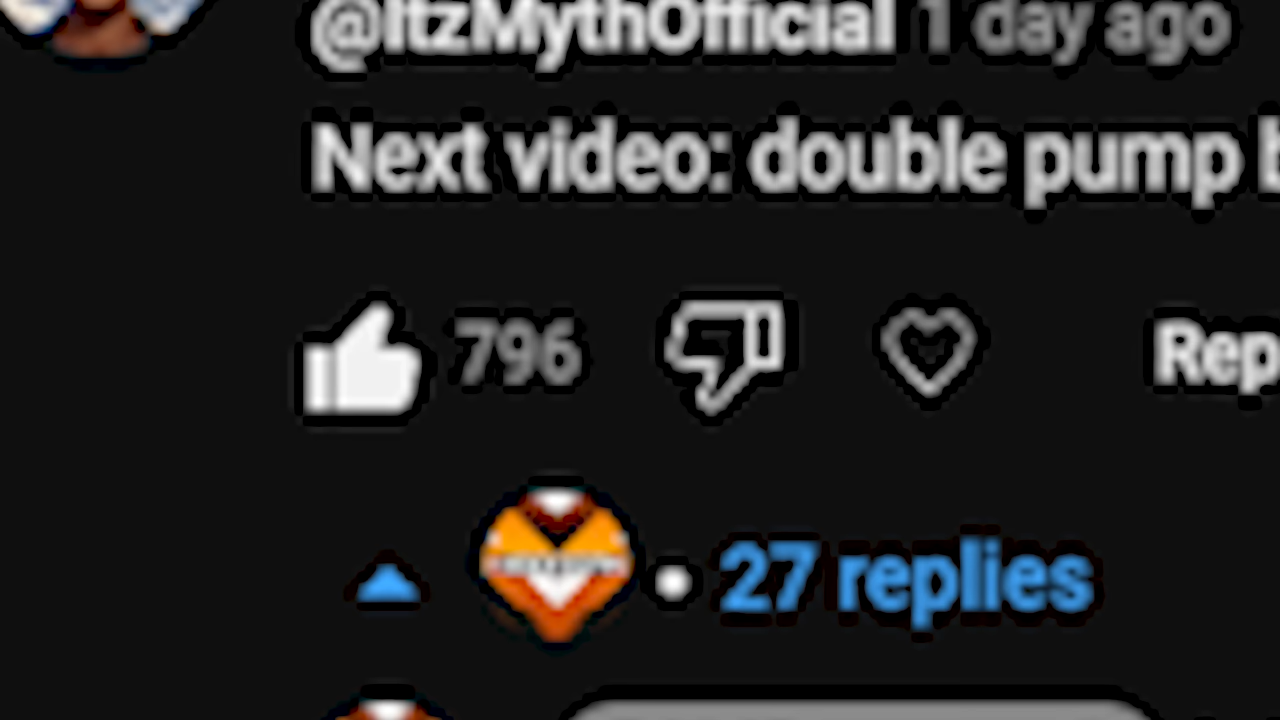 @ItzMythOfficial 1 day ago
Next video: double pump b
796 Rep
27 replies